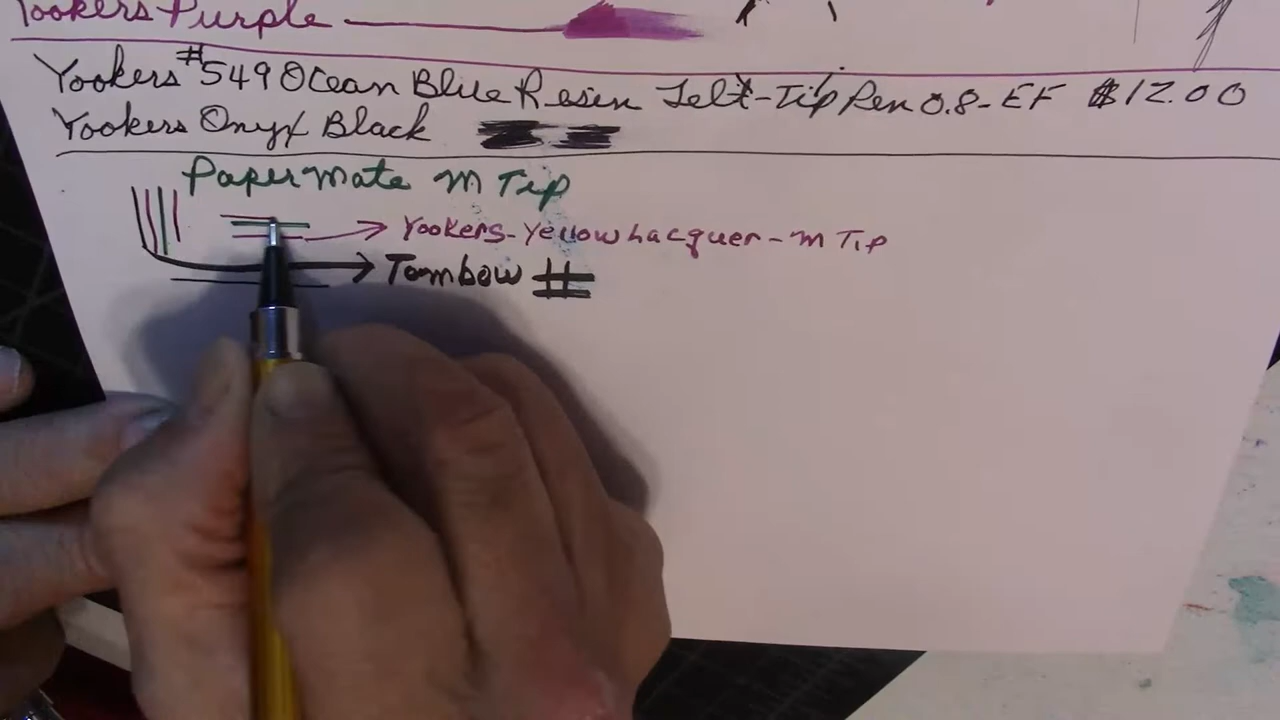 Yookers Purple
Yookers #549 Ocean Blue Resin Felt-Tip Pen 0.8-EF $12.00
Yookers Onyx Black
PaperMate M Tip
Yookers-Yellow Lacquer-M Tip
Tombow